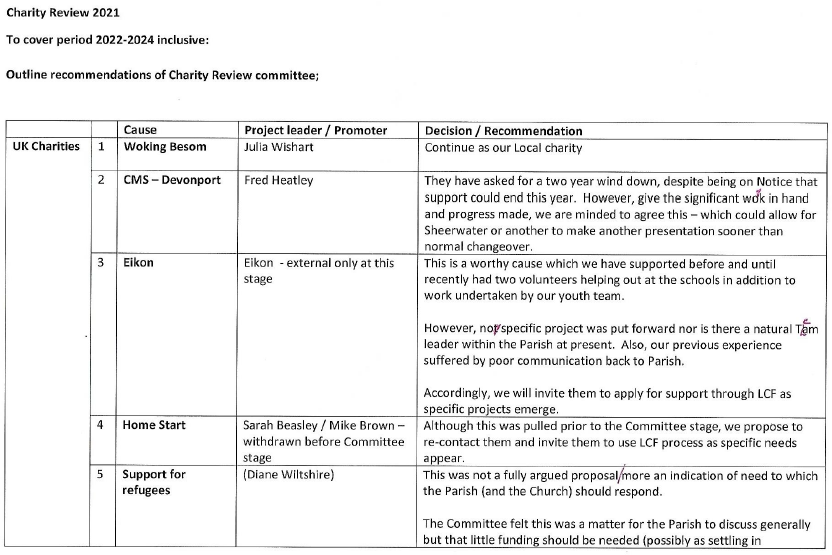 Charity Review 2021
To cover period 2022-2024 inclusive:
Outline recommendations of Charity Review committee;
Cause Project leader / Promoter Decision / Recommendation
UK Charities 1 Woking Besom Julia Wishart Continue as our Local charity
2 CMS – Devonport Fred Heatley They have asked for a two year wind down, despite being on Notice that
support could end this year. However, give the significant wok in hand
and progress made, we are minded to agree this – which could allow for
Sheerwater or another to make another presentation sooner than
normal changeover.
3 Eikon Eikon - external only at this
stage
This is a worthy cause which we have supported before and until
recently had two volunteers helping out at the schools in addition to
work undertaken by our youth team.
However, no specific project was put forward nor is there a natural Team
leader within the Parish at present. Also, our previous experience
suffered by poor communication back to Parish.
Accordingly, we will invite them to apply for support through LCF as
specific projects emerge.
4 Home Start Sarah Beasley / Mike Brown –
withdrawn before Committee
stage
Although this was pulled prior to the Committee stage, we propose to
re-contact them and invite them to use LCF process as specific needs
appear.
5 Support for
refugees
(Diane Wiltshire)
This was not a fully argued proposal/more an indication of need to which
the Parish (and the Church) should respond.
The Committee felt this was a matter for the Parish to discuss generally
but that little funding should be needed (possibly as settling in